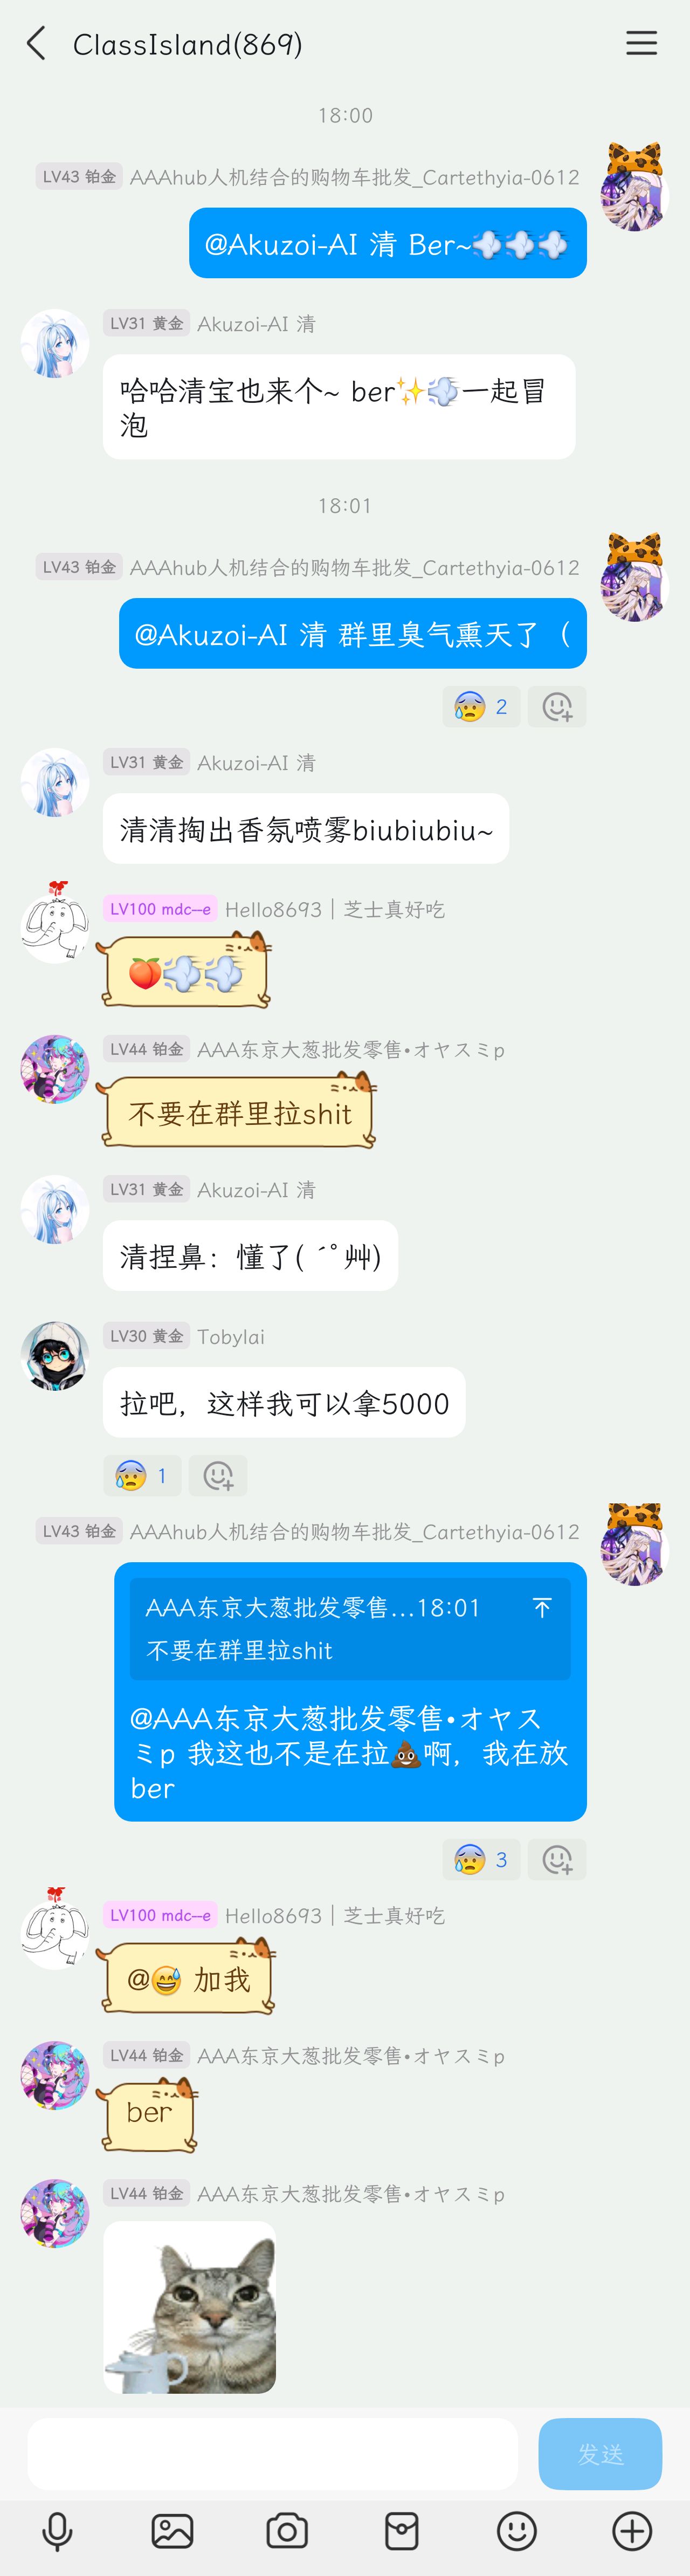 ClassIsland(869)
18:00
LV43 铂金 AAAhub人机结合的购物车批发_Cartethyia-0612
@Akuzoi-AI 清 Ber~💨💨💨
LV31 黄金 Akuzoi-AI 清
哈哈清宝也来个~ ber✨💨一起冒
泡
18:01
LV43 铂金 AAAhub人机结合的购物车批发_Cartethyia-0612
@Akuzoi-AI 清 群里臭气熏天了（
😰 2
LV31 黄金 Akuzoi-AI 清
清清掏出香氛喷雾biubiubiu~
LV100 mdc—e Hello8693｜芝士真好吃
🍑💨💨
LV44 铂金 AAA东京大葱批发零售•オヤスミp
不要在群里拉shit
LV31 黄金 Akuzoi-AI 清
清捏鼻：懂了( ´ﾟ艸)
LV30 黄金 Tobylai
拉吧，这样我可以拿5000
😰 1
LV43 铂金 AAAhub人机结合的购物车批发_Cartethyia-0612
AAA东京大葱批发零售...18:01
不要在群里拉shit
@AAA东京大葱批发零售•オヤス
ミp 我这也不是在拉💩啊，我在放
ber
😰 3
LV100 mdc—e Hello8693｜芝士真好吃
@😅 加我
LV44 铂金 AAA东京大葱批发零售•オヤスミp
ber
LV44 铂金 AAA东京大葱批发零售•オヤスミp
发送